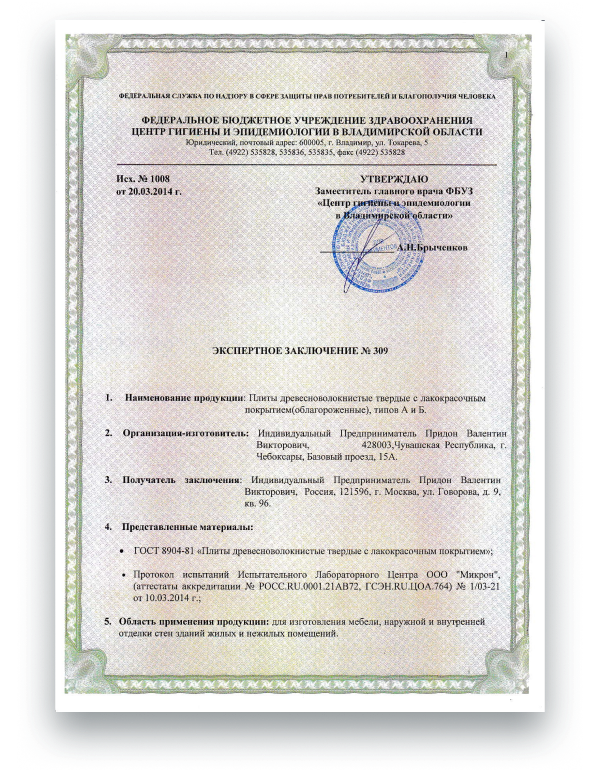 1
ФЕДЕРАЛЬНАЯ СЛУЖБА ПО НАДЗОРУ В СФЕРЕ ЗАЩИТЫ ПРАВ ПОТРЕБИТЕЛЕЙ И БЛАГОПОЛУЧИЯ ЧЕЛОВЕКА
ФЕДЕРАЛЬНОЕ БЮДЖЕТНОЕ УЧРЕЖДЕНИЕ ЗДРАВООХРАНЕНИЯ
ЦЕНТР ГИГИЕНЫ И ЭПИДЕМИОЛОГИИ В ВЛАДИМИРСКОЙ ОБЛАСТИ
Юридический, почтовый адрес: 600005, г. Владимир, ул. Токарева, 5
Тел. (4922) 535828, 535836, 535835, факс (4922) 535828
Исх. № 1008
от 20.03.2014 г.
УТВЕРЖДАЮ
Заместитель главного врача ФБУЗ
«Центр гигиены и эпидемиологии
в Владимирской области»
А.Н.Брыченков
ЭКСПЕРТНОЕ ЗАКЛЮЧЕНИЕ № 309
1. Наименование продукции: Плиты древесноволокнистые твердые с лакокрасочным
покрытием(облагороженные), типов А и Б.
2. Организация-изготовитель: Индивидуальный Предприниматель Придон Валентин
Викторович, 428003,Чувашская Республика, г.
Чебоксары, Базовый проезд, 15А.
3. Получатель заключения: Индивидуальный Предприниматель Придон Валентин
Викторович, Россия, 121596, г. Москва, ул. Говорова, д. 9,
кв. 96.
4. Представленные материалы:
• ГОСТ 8904-81 «Плиты древесноволокнистые твердые с лакокрасочным покрытием»;
• Протокол испытаний Испытательного Лабораторного Центра ООО "Микрон",
(аттестаты аккредитации № РОСС.RU.0001.21АВ72, ГСЭН.RU.ЦОА.764) № 1/03-21
от 10.03.2014 г.;
5. Область применения продукции: для изготовления мебели, наружной и внутренней
отделки стен зданий жилых и нежилых помещений.